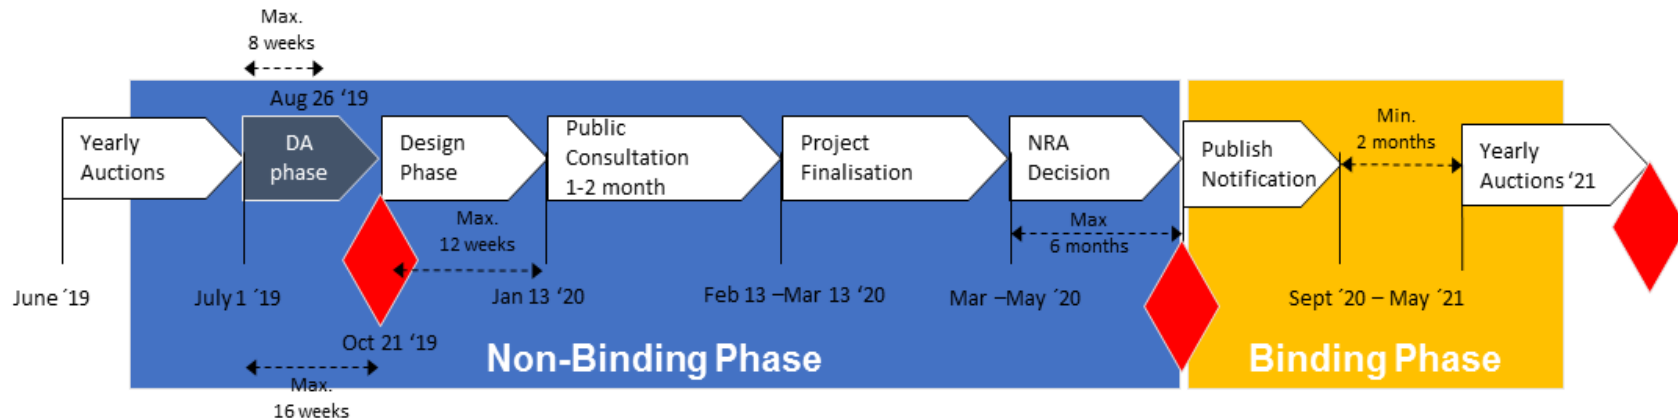 Max.
8 weeks
Aug 26 ‘19
Yearly
Auctions
DA
phase
Design
Phase
Public
Consultation
1-2 month
Project
Finalisation
NRA
Decision
Publish
Notification
Min.
2 months
Yearly
Auctions ‘21
Max.
12 weeks
Max
6 months
June ´19
July 1 ´19
Jan 13 ‘20
Feb 13 –Mar 13 ‘20
Mar –May ´20
Sept ´20 – May ´21
Oct 21 ‘19
Non-Binding Phase
Binding Phase
Max.
16 weeks